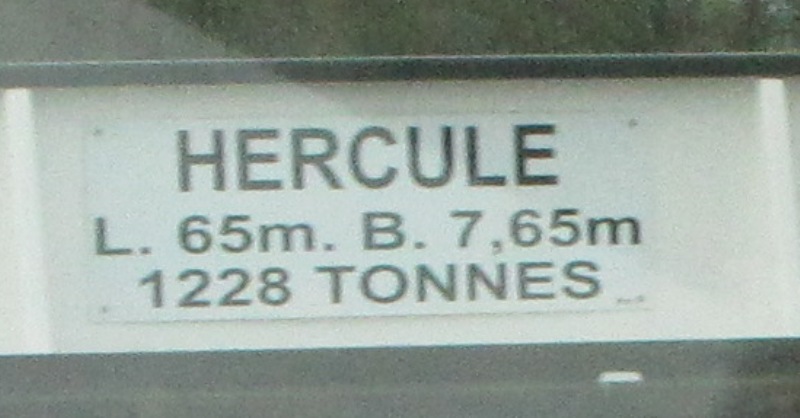 HERCULE
L. 65m. B. 7,65m
1228 TONNES